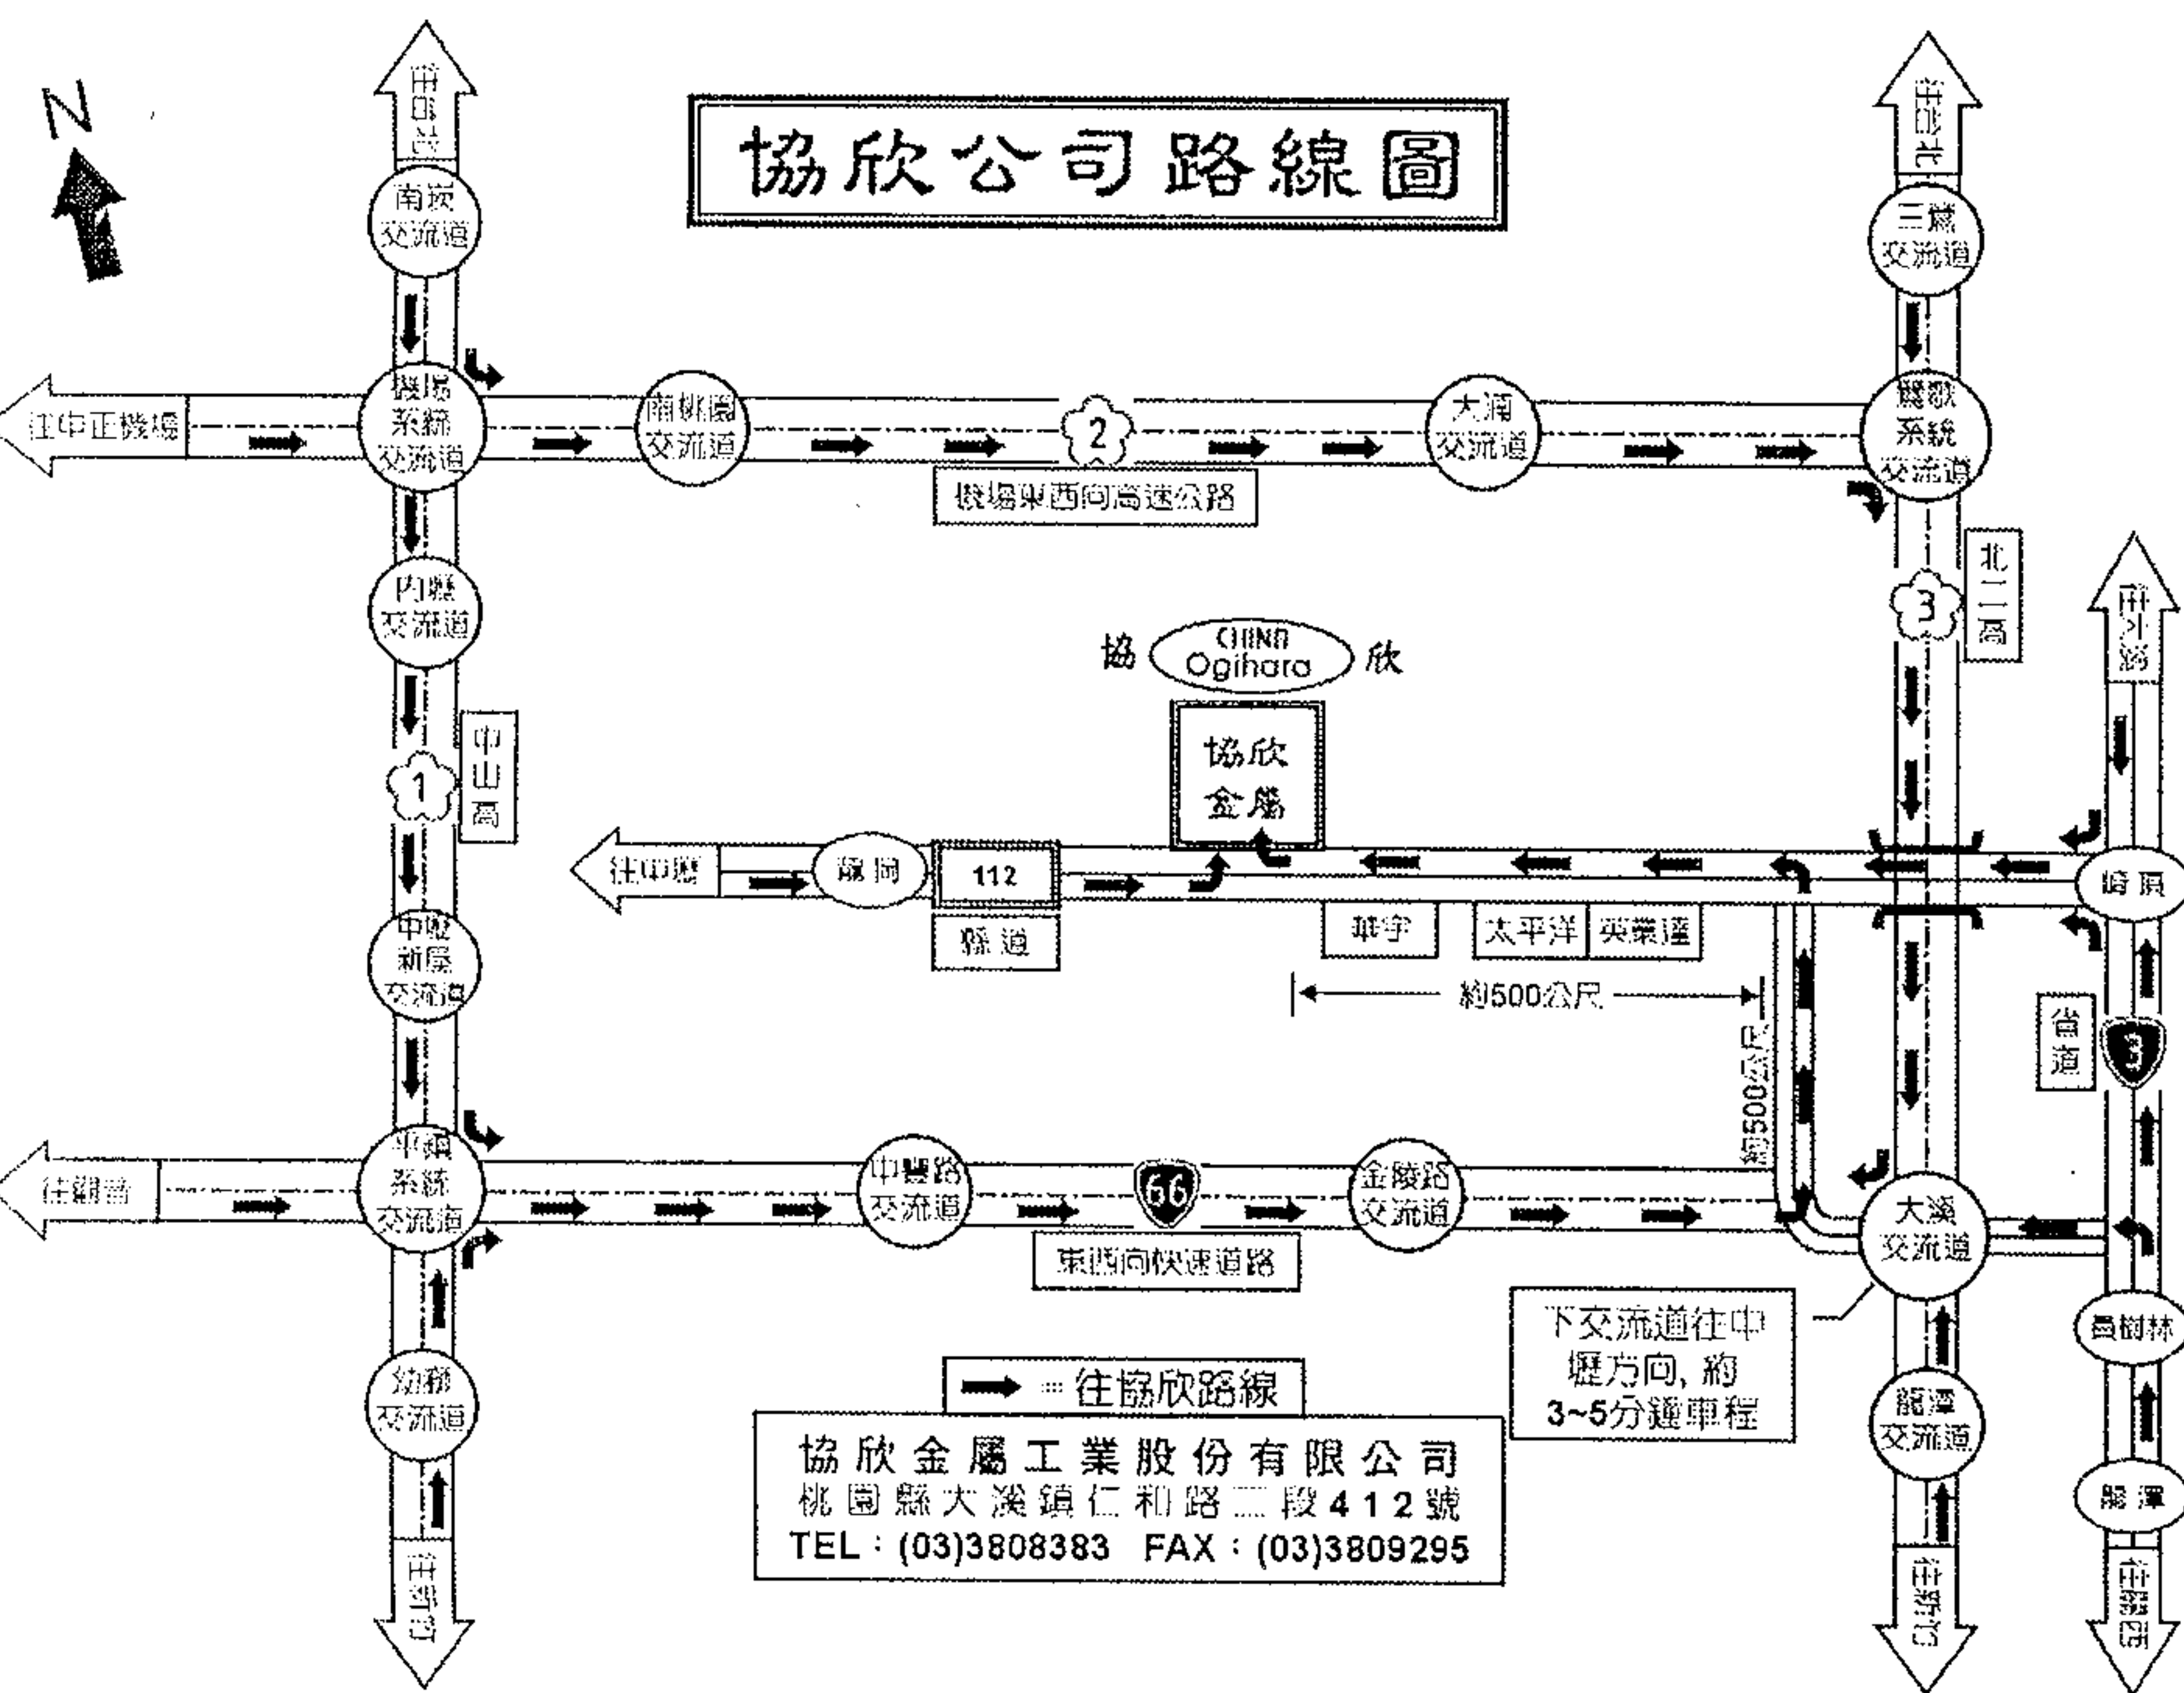 N
往台北
協欣公司路線圖
往台北
南崁
交流道
三鶯
交流道
往中正機場
機場
系統
交流道
南桃園
交流道
2
大湳
交流道
鶯歌
系統
交流道
機場東西向高速公路
內壢
交流道
北二高
3
往大溪
協 CHINA Ogihara 欣
中山高
1
協欣
金屬
往中壢
龍岡
112
縣道
崎頂
華宇
太平洋
英業達
中壢
新屋
交流道
約500公尺
約500公尺
省道
3
往觀音
平鎮
系統
交流道
中豐路
交流道
66
金陵路
交流道
大溪
交流道
東西向快速道路
下交流道往中
壢方向, 約
3~5分鐘車程
員樹林
幼獅
交流道
=往協欣路線
龍潭
交流道
協欣金屬工業股份有限公司
桃園縣大溪鎮仁和路二段412號
TEL：(03)3808383 FAX：(03)3809295
龍潭
往新竹
往新竹
往關西